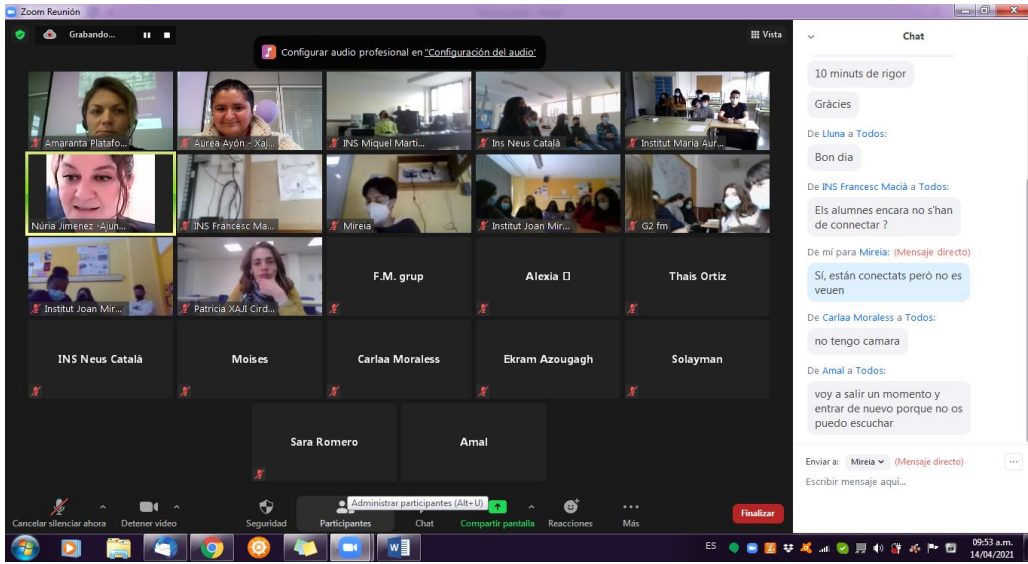 Zoom Reunión
Grabando...
Configurar audio profesional en "Configuración del audio'
Vista
Amaranta Platafo...
Aurea Ayón - Xaj...
INS Miquel Marti...
Ins Neus Català
Institut Maria Aur...
Núria Jimenez -Ajun...
INS Francesc Ma...
Mireia
Institut Joan Mir...
G2 fm
Institut Joan Mir...
Patricia XAJI Cird...
F.M. grup
Alexia
Thais Ortiz
INS Neus Català
Moises
Carlaa Moraless
Ekram Azougagh
Solayman
Sara Romero
Amal
Cancelar silenciar ahora
Detener video
Seguridad
Administrar participantes (Alt+U)
Participantes
Chat
Compartir pantalla
Reacciones
Más
Finalizar
Chat
10 minuts de rigor
Gràcies
De Lluna a Todos:
Bon dia
De INS Francesc Macià a Todos:
Els alumnes encara no s'han
de connectar ?
De mí para Mireia: (Mensaje directo)
Sí, están conectats però no es
veuen
De Carlaa Moraless a Todos:
no tengo camara
De Amal a Todos:
voy a salir un momento y
entrar de nuevo porque no os
puedo escuchar
Enviar a: Mireia (Mensaje directo)
Escribir mensaje aquí...
ES
09:53 a.m.
14/04/2021